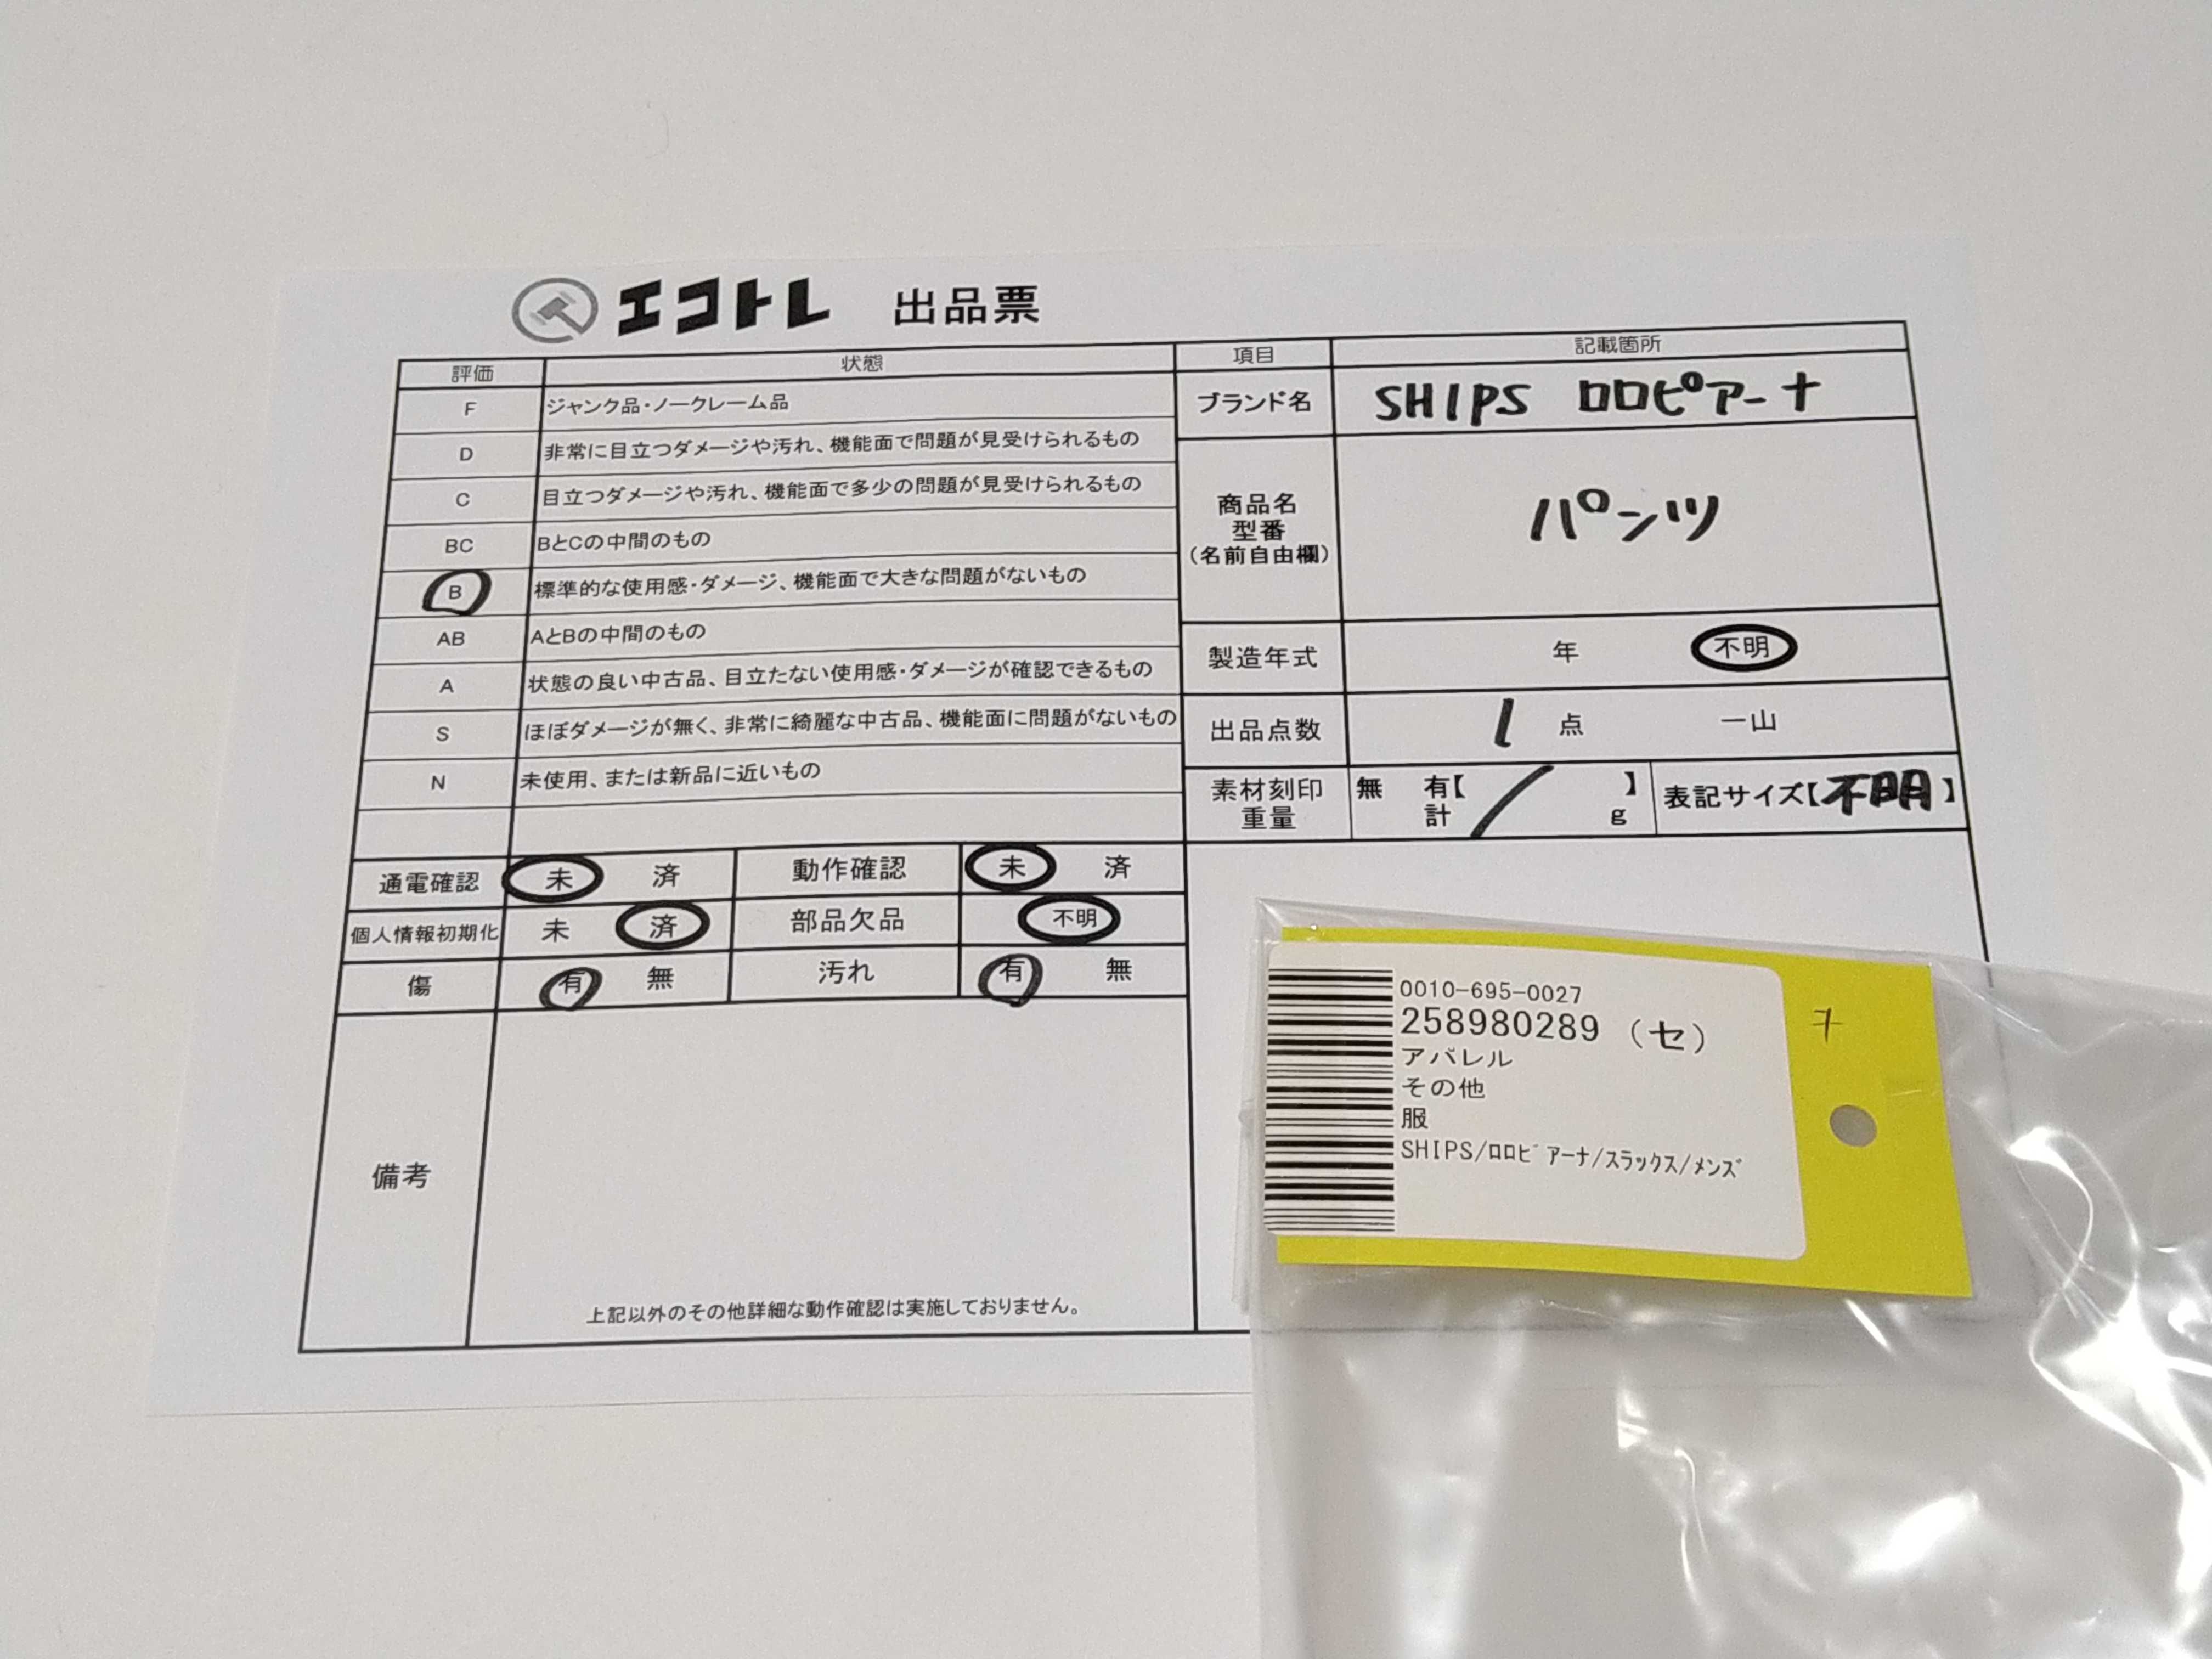 エコトレ 出品票
評価 状態 項目 記載箇所
F ジャンク品・ノークレーム品
D 非常に目立つダメージや汚れ、機能面で問題が見受けられるもの
C 目立つダメージや汚れ、機能面で多少の問題が見受けられるもの
BC BとCの中間のもの
B 標準的な使用感・ダメージ、機能面で大きな問題がないもの
AB AとBの中間のもの
A 状態の良い中古品、目立たない使用感・ダメージが確認できるもの
S ほぼダメージが無く、非常に綺麗な中古品、機能面に問題がないもの
N 未使用、または新品に近いもの
ブランド名 SHIPS ロロピアーナ
商品名
型番
(名前自由欄)
パンツ
製造年式 年 不明
出品点数 1 点 一山
素材刻印 無 有【 】
重量 計 g
表記サイズ【不明】
通電確認 未 済 動作確認 未 済
個人情報初期化 未 済 部品欠品 不明
傷 有 無 汚れ 有 無
備考
上記以外のその他詳細な動作確認は実施しておりません。
0010-695-0027
258980289 (セ)
アパレル
その他
服
SHIPS/ロロピアーナ/スラックス/メンズ